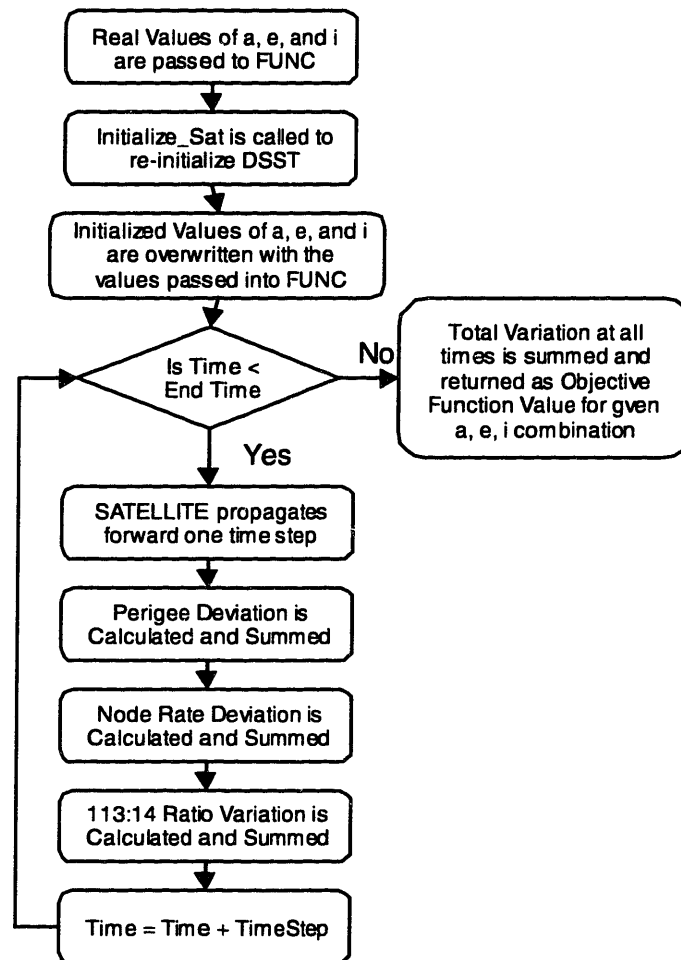 Real Values of a, e, and i
are passed to FUNC
Initialize_Sat is called to
re-initialize DSST
Initialized Values of a, e, and i
are overwritten with the
values passed into FUNC
Is Time <
End Time
No
Total Variation at all
times is summed and
returned as Objective
Function Value for gven
a, e, i combination
Yes
SATELLITE propagates
forward one time step
Perigee Deviation is
Calculated and Summed
Node Rate Deviation is
Calculated and Summed
113:14 Ratio Variation is
Calculated and Summed
Time = Time + TimeStep